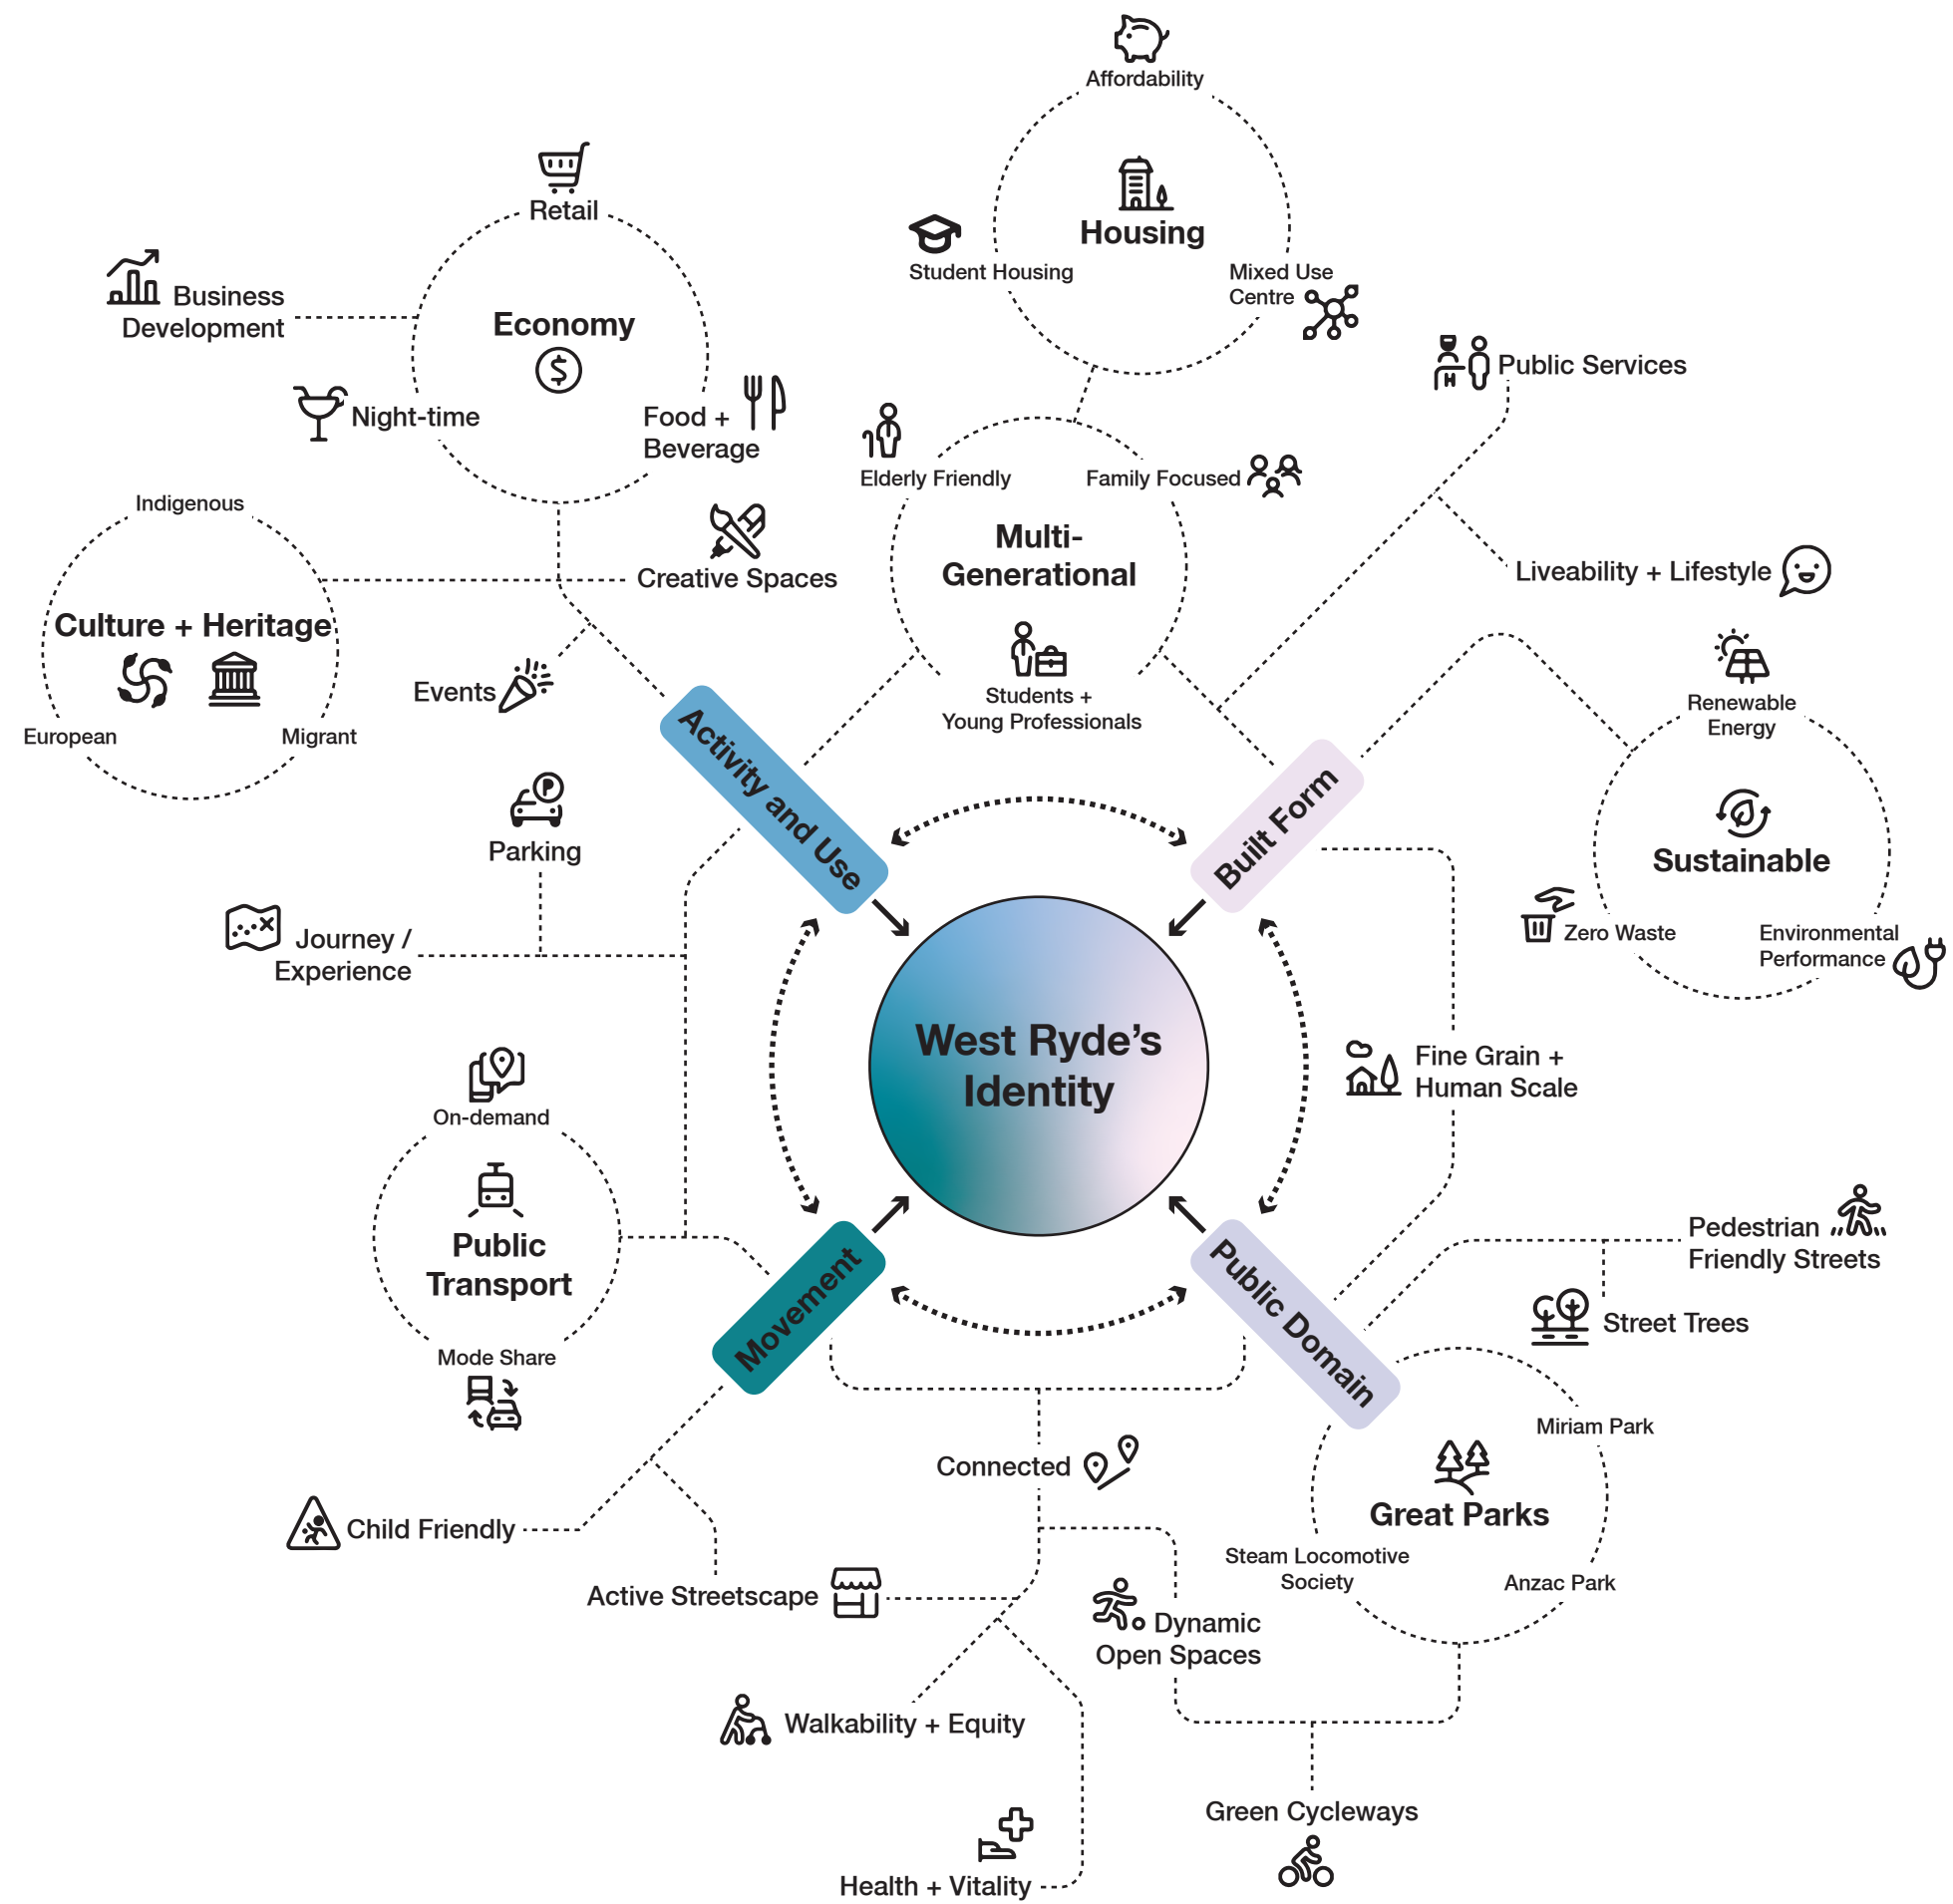 Affordability
Housing
Student Housing
Mixed Use
Centre
Retail
Business
Development
Economy
$
Night-time
Food +
Beverage
Public Services
Elderly Friendly
Family Focused
Multi-
Generational
Students +
Young Professionals
Indigenous
Creative Spaces
Culture + Heritage
European
Migrant
Events
Liveability + Lifestyle
Renewable
Energy
Sustainable
Zero Waste
Environmental
Performance
Activity and Use
Built Form
P
Parking
Journey /
Experience
West Ryde’s
Identity
Fine Grain +
Human Scale
On-demand
Public
Transport
Mode Share
Movement
Public Domain
Pedestrian
Friendly Streets
Street Trees
Miriam Park
Great Parks
Steam Locomotive
Society
Anzac Park
Connected
Child Friendly
Active Streetscape
Dynamic
Open Spaces
Walkability + Equity
Green Cycleways
Health + Vitality